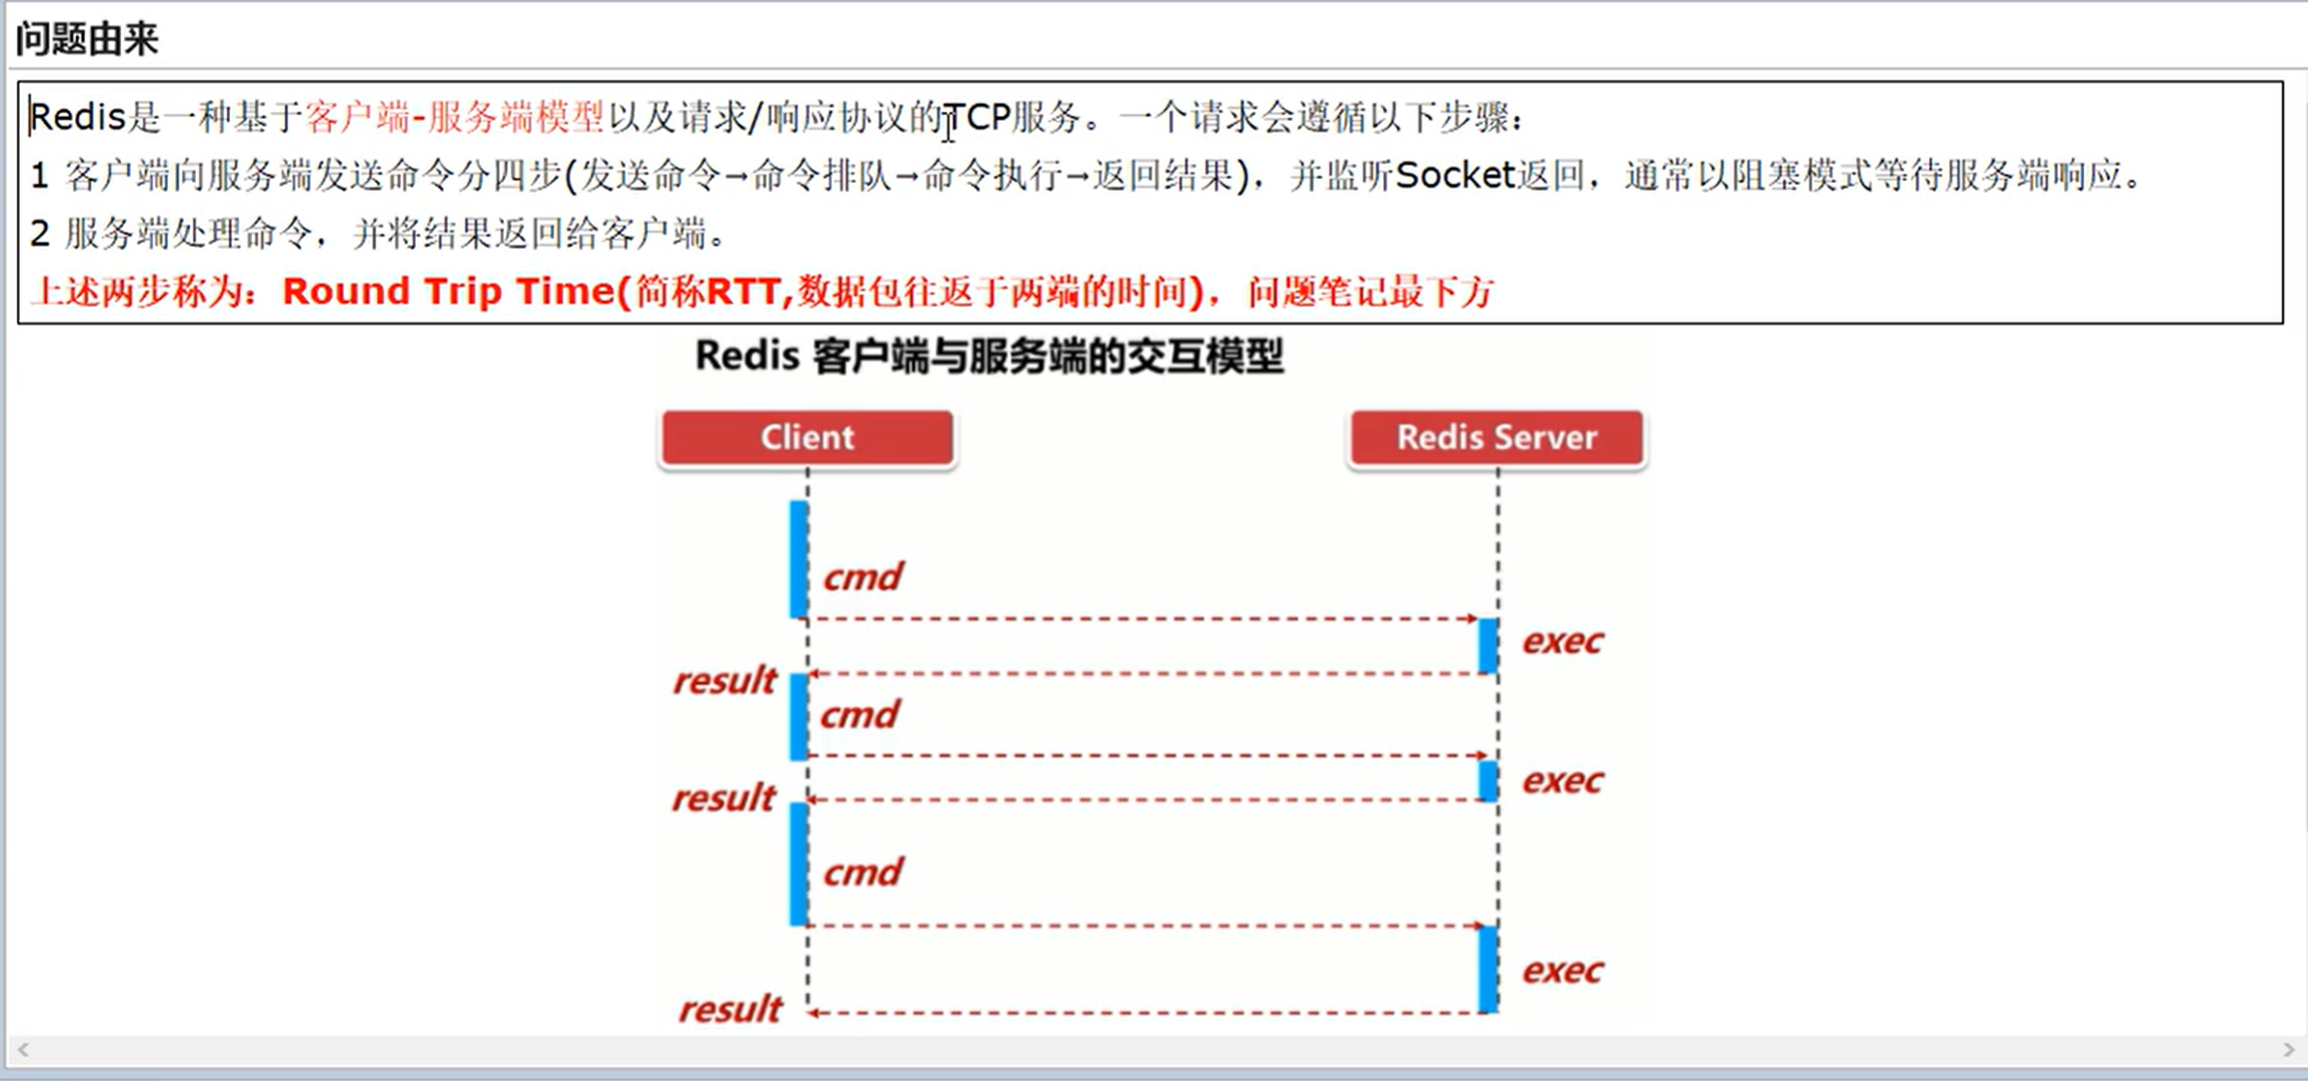 问题由来
Redis是一种基于客户端-服务端模型以及请求/响应协议的TCP服务。一个请求会遵循以下步骤：
1 客户端向服务端发送命令分四步(发送命令→命令排队→命令执行→返回结果)，并监听Socket返回，通常以阻塞模式等待服务端响应。
2 服务端处理命令，并将结果返回给客户端。
上述两步称为：Round Trip Time(简称RTT,数据包往返于两端的时间)，问题笔记最下方
Redis 客户端与服务端的交互模型
Client
Redis Server
cmd
exec
result
cmd
exec
result
cmd
exec
result